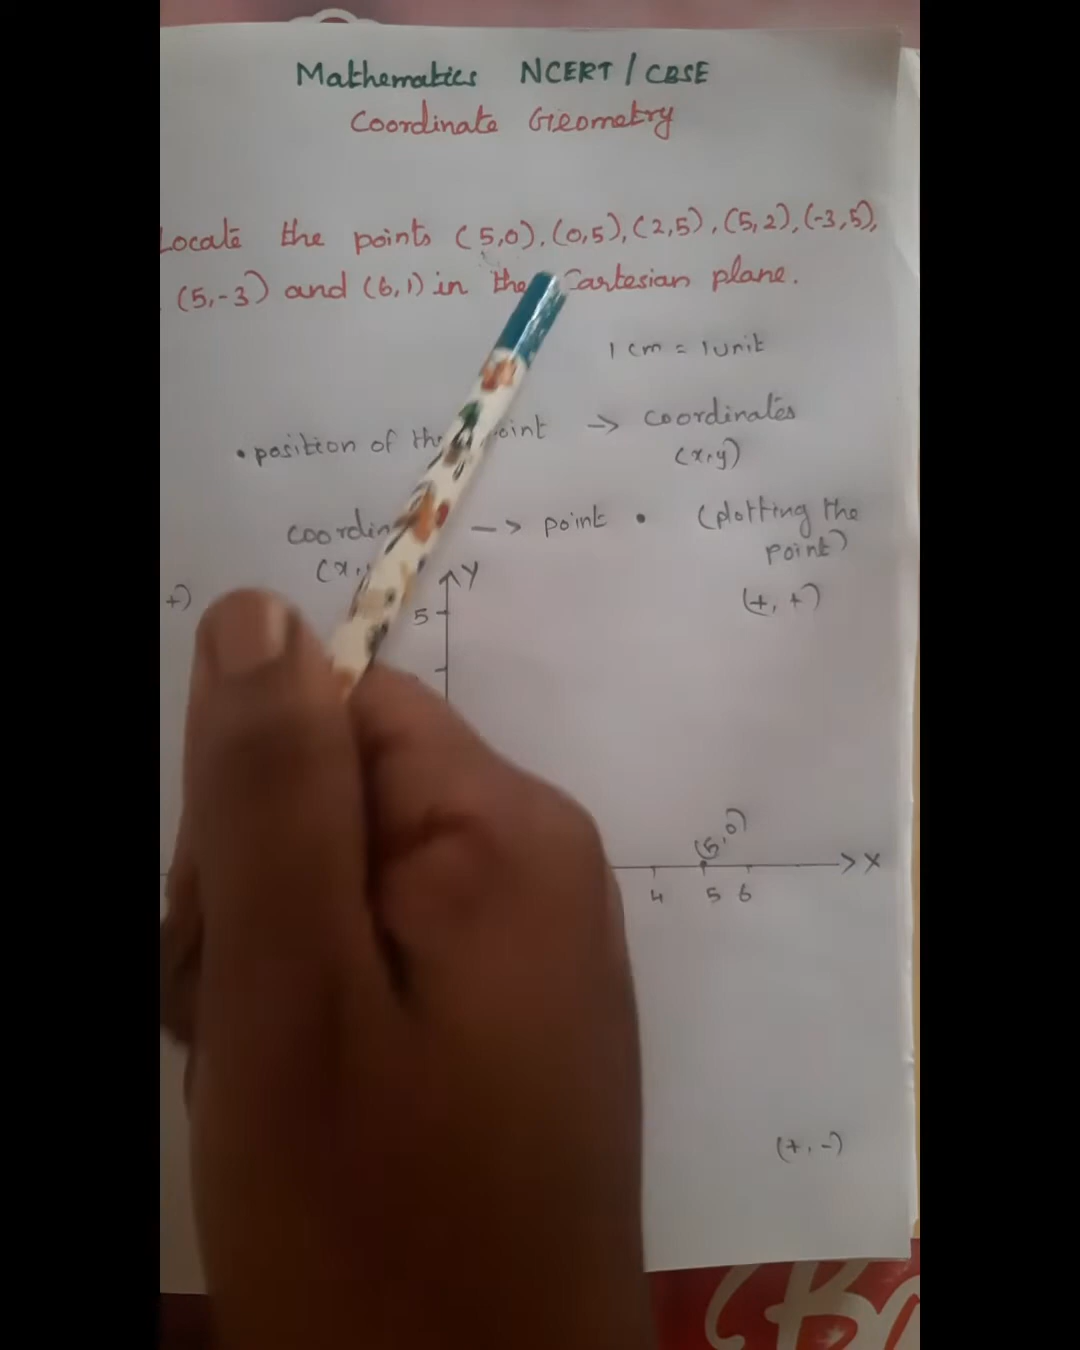 Mathematics NCERT / CBSE
Coordinate Geometry
Locate the points (5,0), (0,5), (2,5), (5,2), (-3,5),
(5,-3) and (6,1) in the Cartesian plane.
1 cm = 1 unit
• position of the point → coordinates
(x,y)
→ point • (plotting the
point)
(x,
Y
+)
5
(+, +)
(5,0)
X
4 5 6
(+, -)